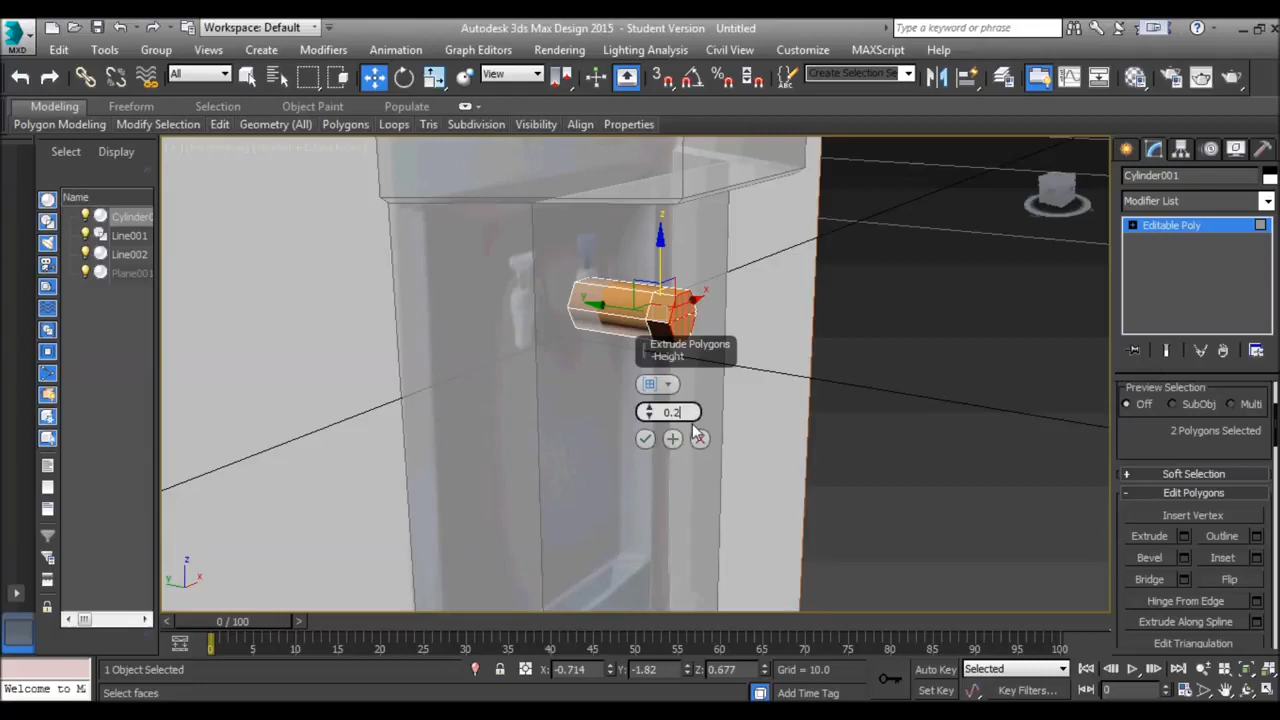 Workspace: Default
Autodesk 3ds Max Design 2015 - Student Version Untitled
Type a keyword or phrase
MXD
Edit Tools Group Views Create Modifiers Animation Graph Editors Rendering Lighting Analysis Civil View Customize MAXScript Help
All
View
Create Selection Se
Modeling Freeform Selection Object Paint Populate
Polygon Modeling Modify Selection Edit Geometry (All) Polygons Loops Tris Subdivision Visibility Align Properties
Select Display
Name
Cylinder0
Line001
Line002
Plane001
z
y
x
Extrude Polygons
-Height
0.2
z
y
x
Cylinder001
Modifier List
Editable Poly
Preview Selection
Off SubObj Multi
2 Polygons Selected
+ Soft Selection
- Edit Polygons
Insert Vertex
Extrude Outline
Bevel Inset
Bridge Flip
Hinge From Edge
Extrude Along Spline
Edit Triangulation
< 0 / 100 >
0 5 10 15 20 25 30 35 40 45 50 55 60 65 70 75 80 85 90 95 100
1 Object Selected
X: -0.714 Y: -1.82 Z: 0.677 Grid = 10.0
Auto Key Selected
Welcome to Ma
Select faces
Add Time Tag
Set Key Key Filters...
0